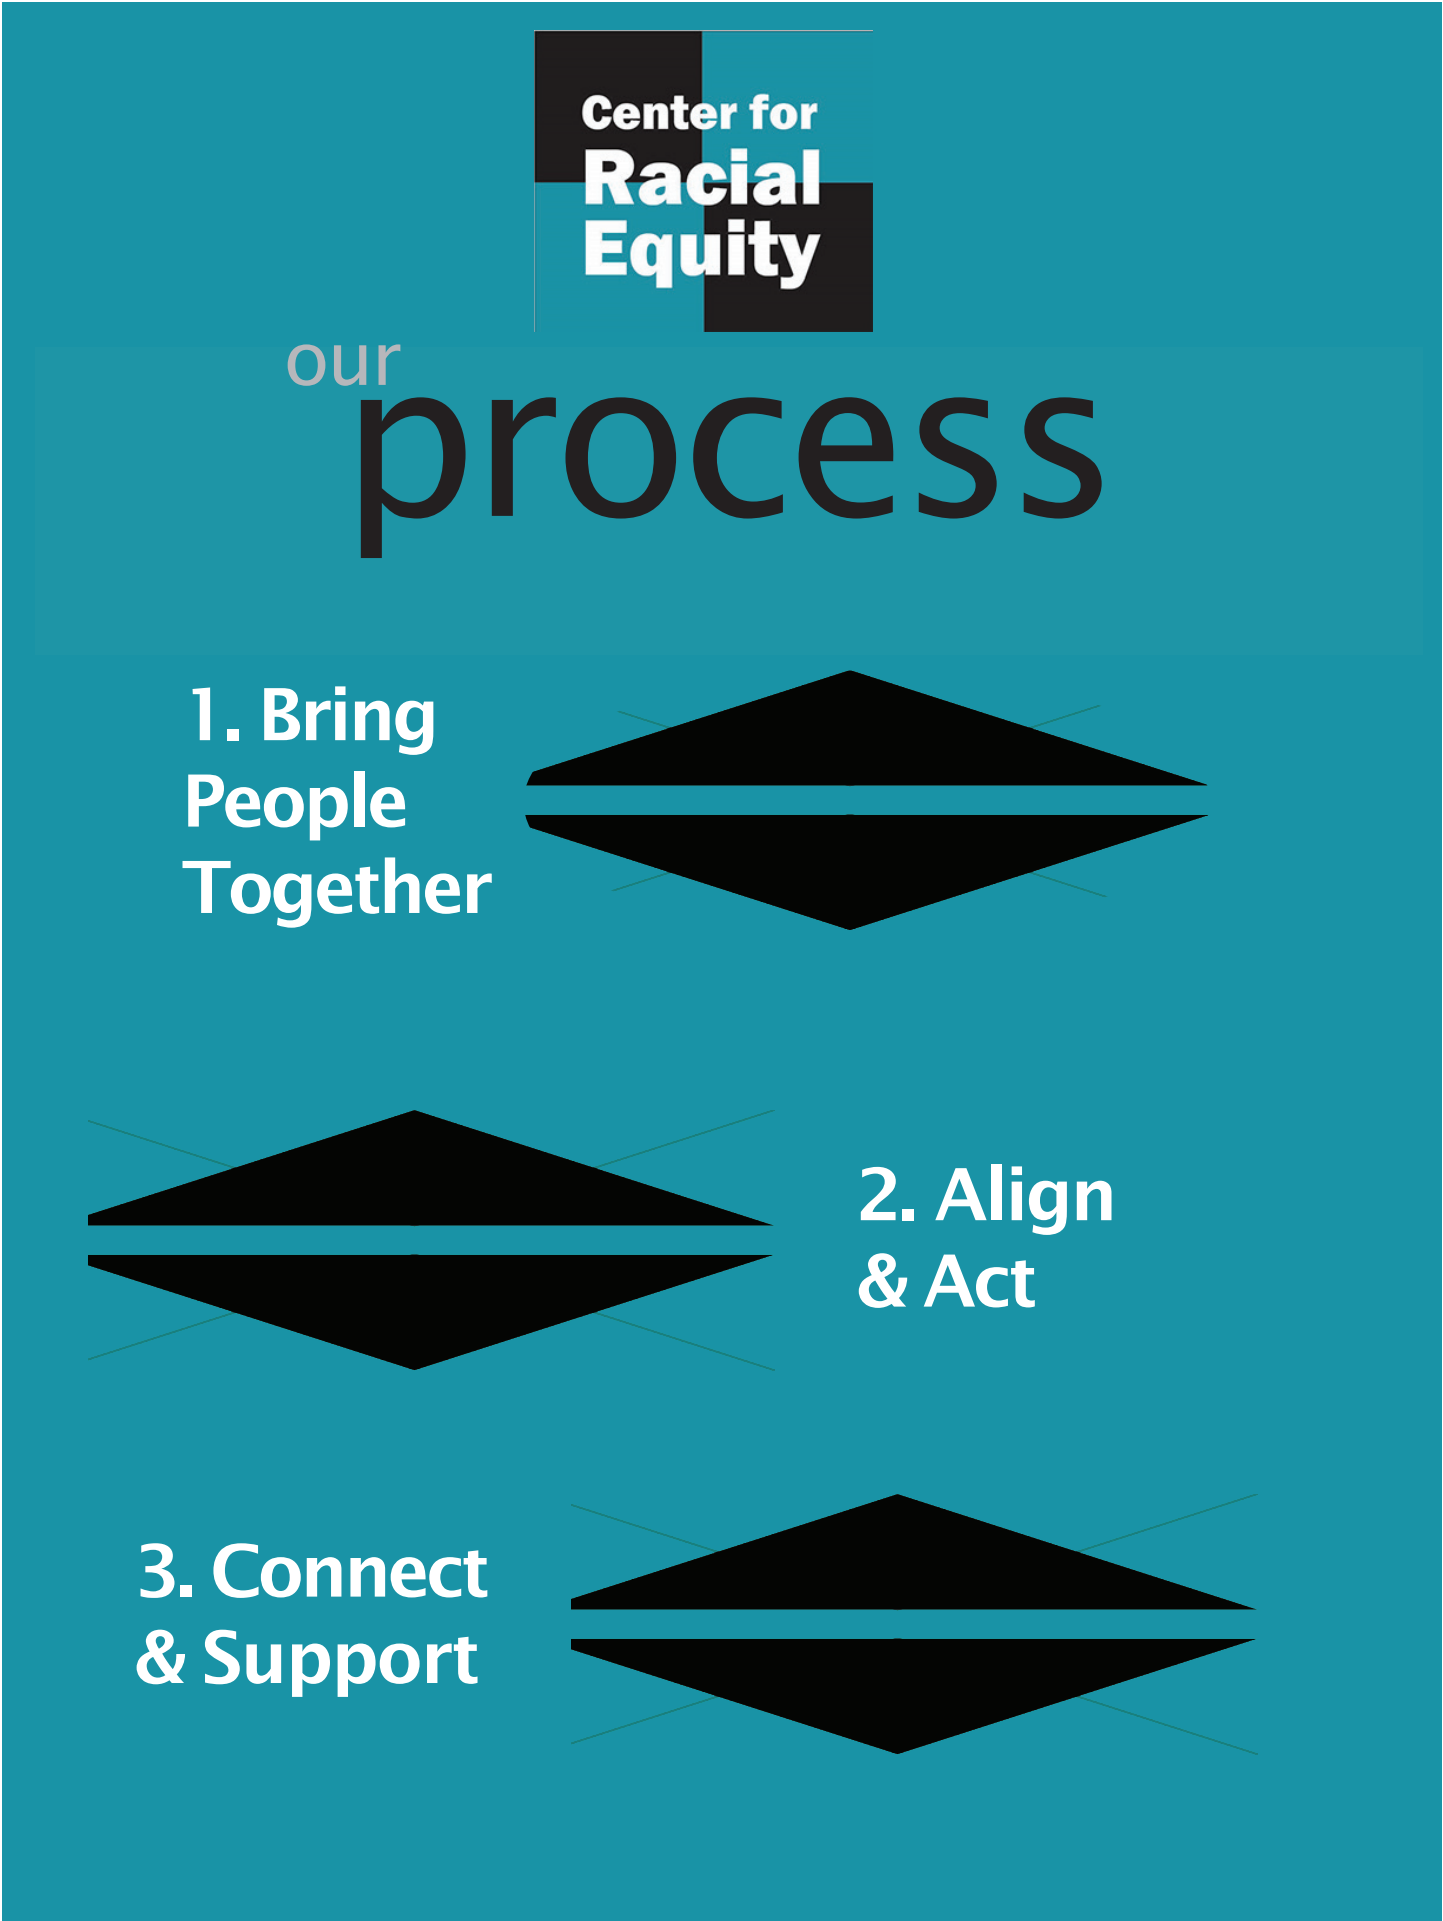 Center for
Racial
Equity
our
process
1. Bring
People
Together
2. Align
& Act
3. Connect
& Support